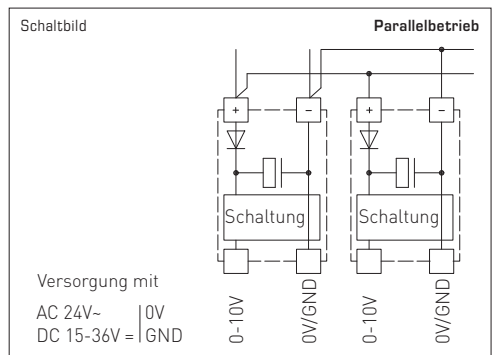 Schaltbild
Parallelbetrieb
+ − + −
Schaltung Schaltung
0-10V
0V/GND
0-10V
0V/GND
Versorgung mit
AC 24V~ | 0V
DC 15-36V = | GND